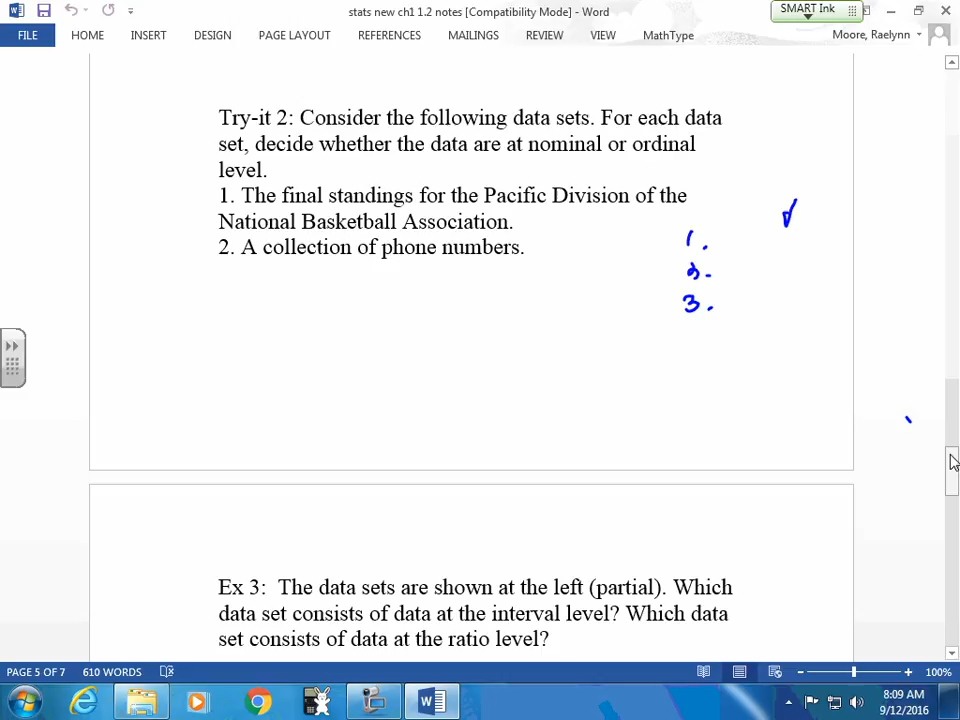 stats new ch1 1.2 notes [Compatibility Mode] - Word
SMART Ink
FILE HOME INSERT DESIGN PAGE LAYOUT REFERENCES MAILINGS REVIEW VIEW MathType Moore, Raelynn
Try-it 2: Consider the following data sets. For each data
set, decide whether the data are at nominal or ordinal
level.
1. The final standings for the Pacific Division of the
National Basketball Association.
2. A collection of phone numbers.
1.
2.
3.
Ex 3: The data sets are shown at the left (partial). Which
data set consists of data at the interval level? Which data
set consists of data at the ratio level?
PAGE 5 OF 7 610 WORDS 100%
8:09 AM
9/12/2016